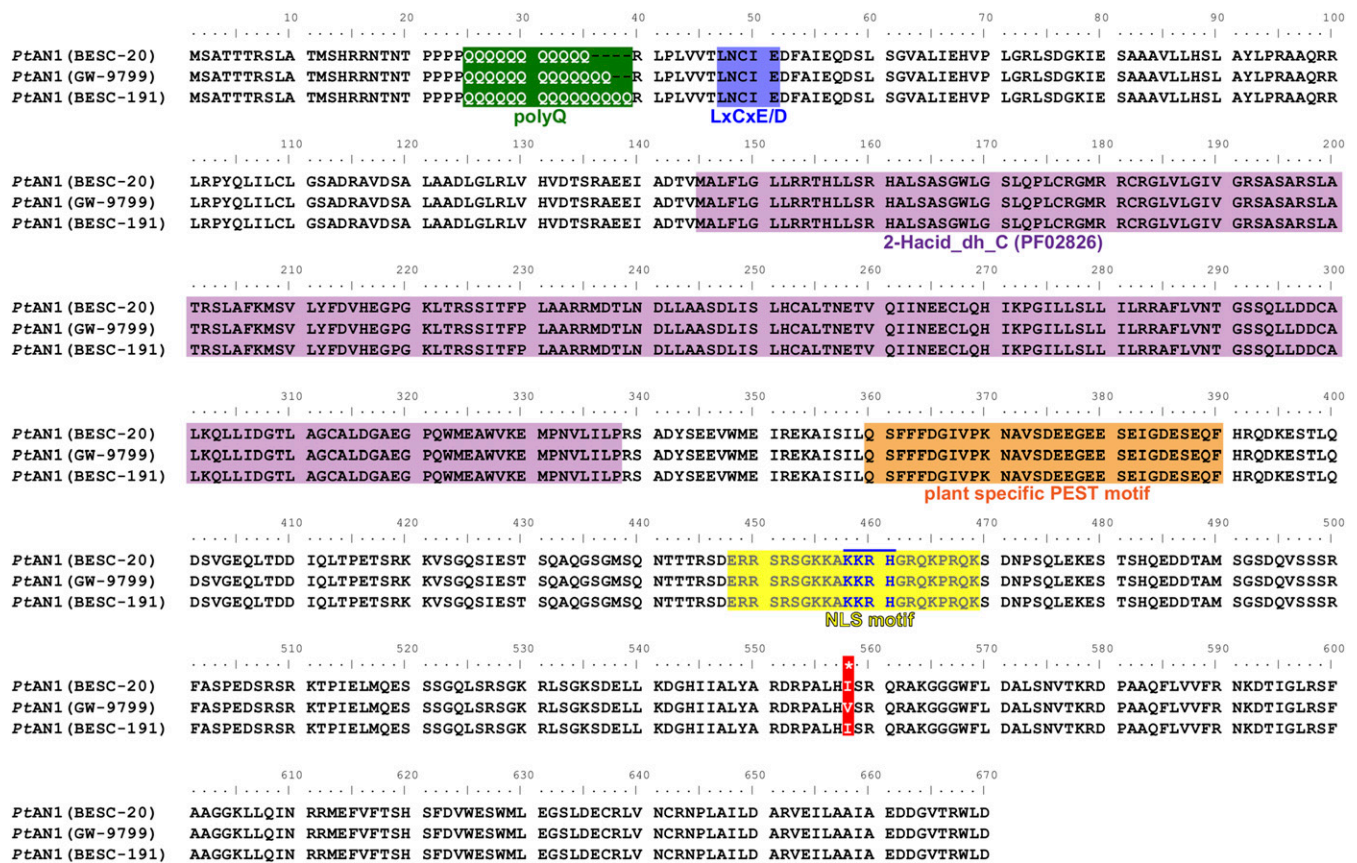 10 20 30 40 50 60 70 80 90 100
....|....| ....|....| ....|....| ....|....| ....|....| ....|....| ....|....| ....|....| ....|....| ....|....|
PtAN1(BESC-20) MSATTTRSLA TMSHRRNTNT PPPPQQQQQQ QQQQQ----R LPLVVTLNCI EDFAIEQDSL SGVALIEHVP LGRLSDGKIE SAAAVLLHSL AYLPRAAQRR
PtAN1(GW-9799) MSATTTRSLA TMSHRRNTNT PPPPQQQQQQ QQQQQQQ--R LPLVVTLNCI EDFAIEQDSL SGVALIEHVP LGRLSDGKIE SAAAVLLHSL AYLPRAAQRR
PtAN1(BESC-191) MSATTTRSLA TMSHRRNTNT PPPPQQQQQQ QQQQQQQQQR LPLVVTLNCI EDFAIEQDSL SGVALIEHVP LGRLSDGKIE SAAAVLLHSL AYLPRAAQRR
polyQ LxCxE/D
110 120 130 140 150 160 170 180 190 200
....|....| ....|....| ....|....| ....|....| ....|....| ....|....| ....|....| ....|....| ....|....| ....|....|
PtAN1(BESC-20) LRPYQLILCL GSADRAVDSA LAADLGLRLV HVDTSRAEEI ADTVMALFLG LLRRTHLLSR HALSASGWLG SLQPLCRGMR RCRGLVLGIV GRSASARSLA
PtAN1(GW-9799) LRPYQLILCL GSADRAVDSA LAADLGLRLV HVDTSRAEEI ADTVMALFLG LLRRTHLLSR HALSASGWLG SLQPLCRGMR RCRGLVLGIV GRSASARSLA
PtAN1(BESC-191) LRPYQLILCL GSADRAVDSA LAADLGLRLV HVDTSRAEEI ADTVMALFLG LLRRTHLLSR HALSASGWLG SLQPLCRGMR RCRGLVLGIV GRSASARSLA
2-Hacid_dh_C (PF02826)
210 220 230 240 250 260 270 280 290 300
....|....| ....|....| ....|....| ....|....| ....|....| ....|....| ....|....| ....|....| ....|....| ....|....|
PtAN1(BESC-20) TRSLAFKMSV LYFDVHEGPG KLTRSSITFP LAARRMDTLN DLLAASDLIS LHCALTNETV QIINEECLQH IKPGILLSLL ILRRAFLVNT GSSQLLDDCA
PtAN1(GW-9799) TRSLAFKMSV LYFDVHEGPG KLTRSSITFP LAARRMDTLN DLLAASDLIS LHCALTNETV QIINEECLQH IKPGILLSLL ILRRAFLVNT GSSQLLDDCA
PtAN1(BESC-191) TRSLAFKMSV LYFDVHEGPG KLTRSSITFP LAARRMDTLN DLLAASDLIS LHCALTNETV QIINEECLQH IKPGILLSLL ILRRAFLVNT GSSQLLDDCA
310 320 330 340 350 360 370 380 390 400
....|....| ....|....| ....|....| ....|....| ....|....| ....|....| ....|....| ....|....| ....|....| ....|....|
PtAN1(BESC-20) LKQLLIDGTL AGCALDGAEG PQWMEAWVKE MPNVLILPRS ADYSEEVWME IREKAISILQ SFFFDGIVPK NAVSDEEGEE SEIGDESEQF HRQDKESTLQ
PtAN1(GW-9799) LKQLLIDGTL AGCALDGAEG PQWMEAWVKE MPNVLILPRS ADYSEEVWME IREKAISILQ SFFFDGIVPK NAVSDEEGEE SEIGDESEQF HRQDKESTLQ
PtAN1(BESC-191) LKQLLIDGTL AGCALDGAEG PQWMEAWVKE MPNVLILPRS ADYSEEVWME IREKAISILQ SFFFDGIVPK NAVSDEEGEE SEIGDESEQF HRQDKESTLQ
plant specific PEST motif
410 420 430 440 450 460 470 480 490 500
....|....| ....|....| ....|....| ....|....| ....|....| ....|....| ....|....| ....|....| ....|....| ....|....|
PtAN1(BESC-20) DSVGEQLTDD IQLTPETSRK KVSGQSIEST SQAQGSGMSQ NTTTRSDERR SRSGKKAKKR HGRQKPRQKS DNPSQLEKES TSHQEDDTAM SGSDQVSSSR
PtAN1(GW-9799) DSVGEQLTDD IQLTPETSRK KVSGQSIEST SQAQGSGMSQ NTTTRSDERR SRSGKKAKKR HGRQKPRQKS DNPSQLEKES TSHQEDDTAM SGSDQVSSSR
PtAN1(BESC-191) DSVGEQLTDD IQLTPETSRK KVSGQSIEST SQAQGSGMSQ NTTTRSDERR SRSGKKAKKR HGRQKPRQKS DNPSQLEKES TSHQEDDTAM SGSDQVSSSR
NLS motif
510 520 530 540 550 * 560 570 580 590 600
....|....| ....|....| ....|....| ....|....| ....|....| ....|....| ....|....| ....|....| ....|....| ....|....|
PtAN1(BESC-20) FASPEDSRSR KTPIELMQES SSGQLSRSGK RLSGKSDELL KDGHIIALYA RDRPALHISR QRAKGGGWFL DALSNVTKRD PAAQFLVVFR NKDTIGLRSF
PtAN1(GW-9799) FASPEDSRSR KTPIELMQES SSGQLSRSGK RLSGKSDELL KDGHIIALYA RDRPALHVSR QRAKGGGWFL DALSNVTKRD PAAQFLVVFR NKDTIGLRSF
PtAN1(BESC-191) FASPEDSRSR KTPIELMQES SSGQLSRSGK RLSGKSDELL KDGHIIALYA RDRPALHISR QRAKGGGWFL DALSNVTKRD PAAQFLVVFR NKDTIGLRSF
610 620 630 640 650 660 670
....|....| ....|....| ....|....| ....|....| ....|....| ....|....| ....|....|
PtAN1(BESC-20) AAGGKLLQIN RRMEFVFTSH SFDVWESWML EGSLDECRLV NCRNPLAILD ARVEILAAIA EDDGVTRWLD
PtAN1(GW-9799) AAGGKLLQIN RRMEFVFTSH SFDVWESWML EGSLDECRLV NCRNPLAILD ARVEILAAIA EDDGVTRWLD
PtAN1(BESC-191) AAGGKLLQIN RRMEFVFTSH SFDVWESWML EGSLDECRLV NCRNPLAILD ARVEILAAIA EDDGVTRWLD